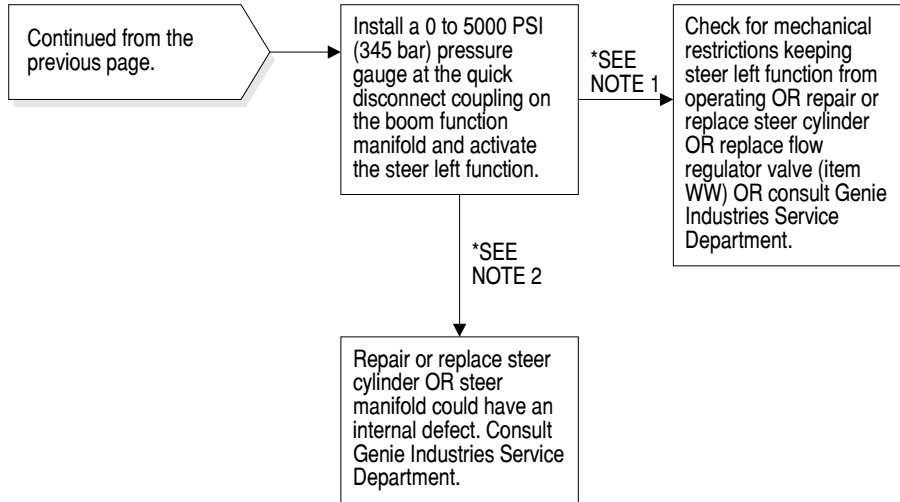 Continued from the
previous page.
Install a 0 to 5000 PSI
(345 bar) pressure
gauge at the quick
disconnect coupling on
the boom function
manifold and activate
the steer left function.
*SEE
NOTE 1
Check for mechanical
restrictions keeping
steer left function from
operating OR repair or
replace steer cylinder
OR replace flow
regulator valve (item
WW) OR consult Genie
Industries Service
Department.
*SEE
NOTE 2
Repair or replace steer
cylinder OR steer
manifold could have an
internal defect. Consult
Genie Industries Service
Department.